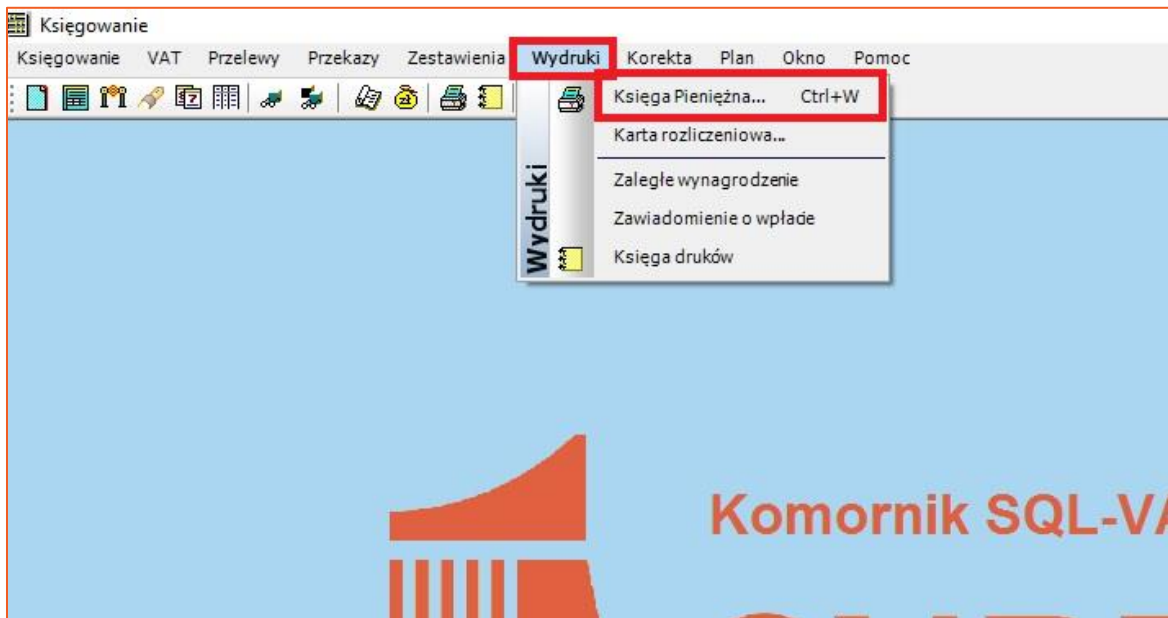 Księgowanie
Księgowanie VAT Przelewy Przekazy Zestawienia Wydruki Korekta Plan Okno Pomoc
Wydruki
Księga Pieniężna... Ctrl+W
Karta rozliczeniowa...
Zaległe wynagrodzenie
Zawiadomienie o wpłacie
Księga druków
Komornik SQL-VA